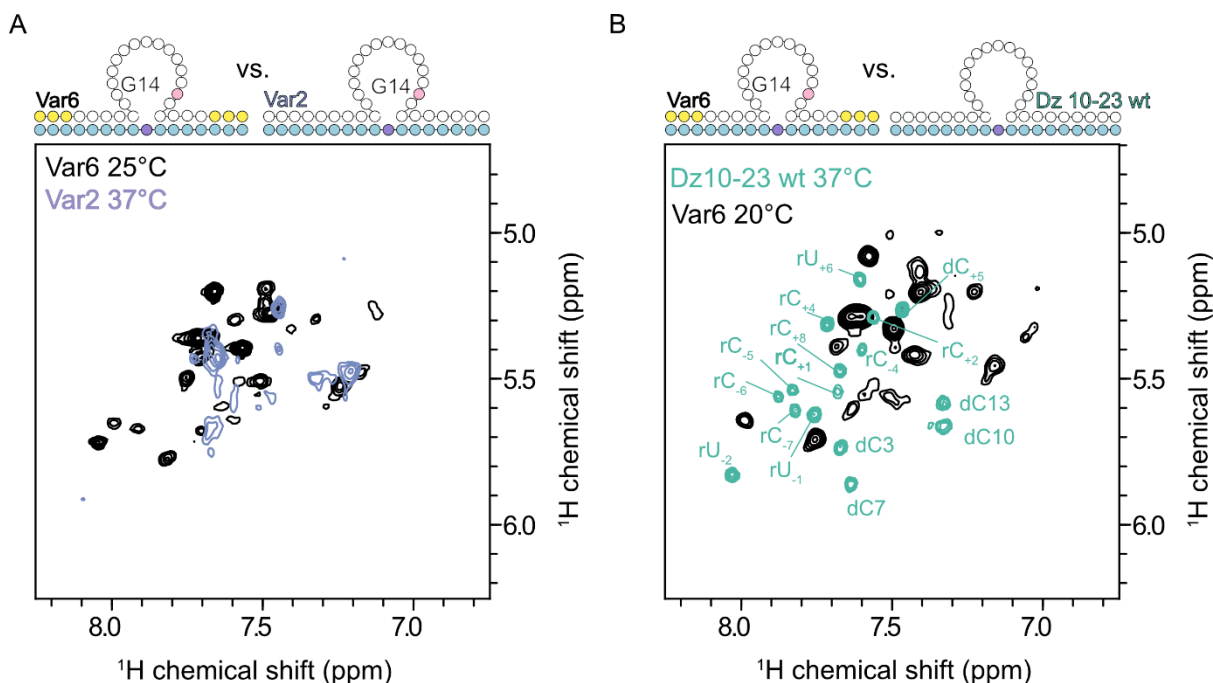 A
G14
vs.
G14
Var6
Var2
Var6 25°C
Var2 37°C
5.0
5.5
6.0
¹H chemical shift (ppm)
8.0
7.5
7.0
¹H chemical shift (ppm)
B
G14
vs.
Var6
Dz 10-23 wt
Dz10-23 wt 37°C
Var6 20°C
rU₊₆
dC₊₅
rC₊₄
rC₊₈
rC₊₁
rC₋₅
rC₋₆
rC₋₄
rC₊₂
rC₋₇
rU₋₁
rU₋₂
dC3
dC7
dC13
dC10
5.0
5.5
6.0
¹H chemical shift (ppm)
8.0
7.5
7.0
¹H chemical shift (ppm)